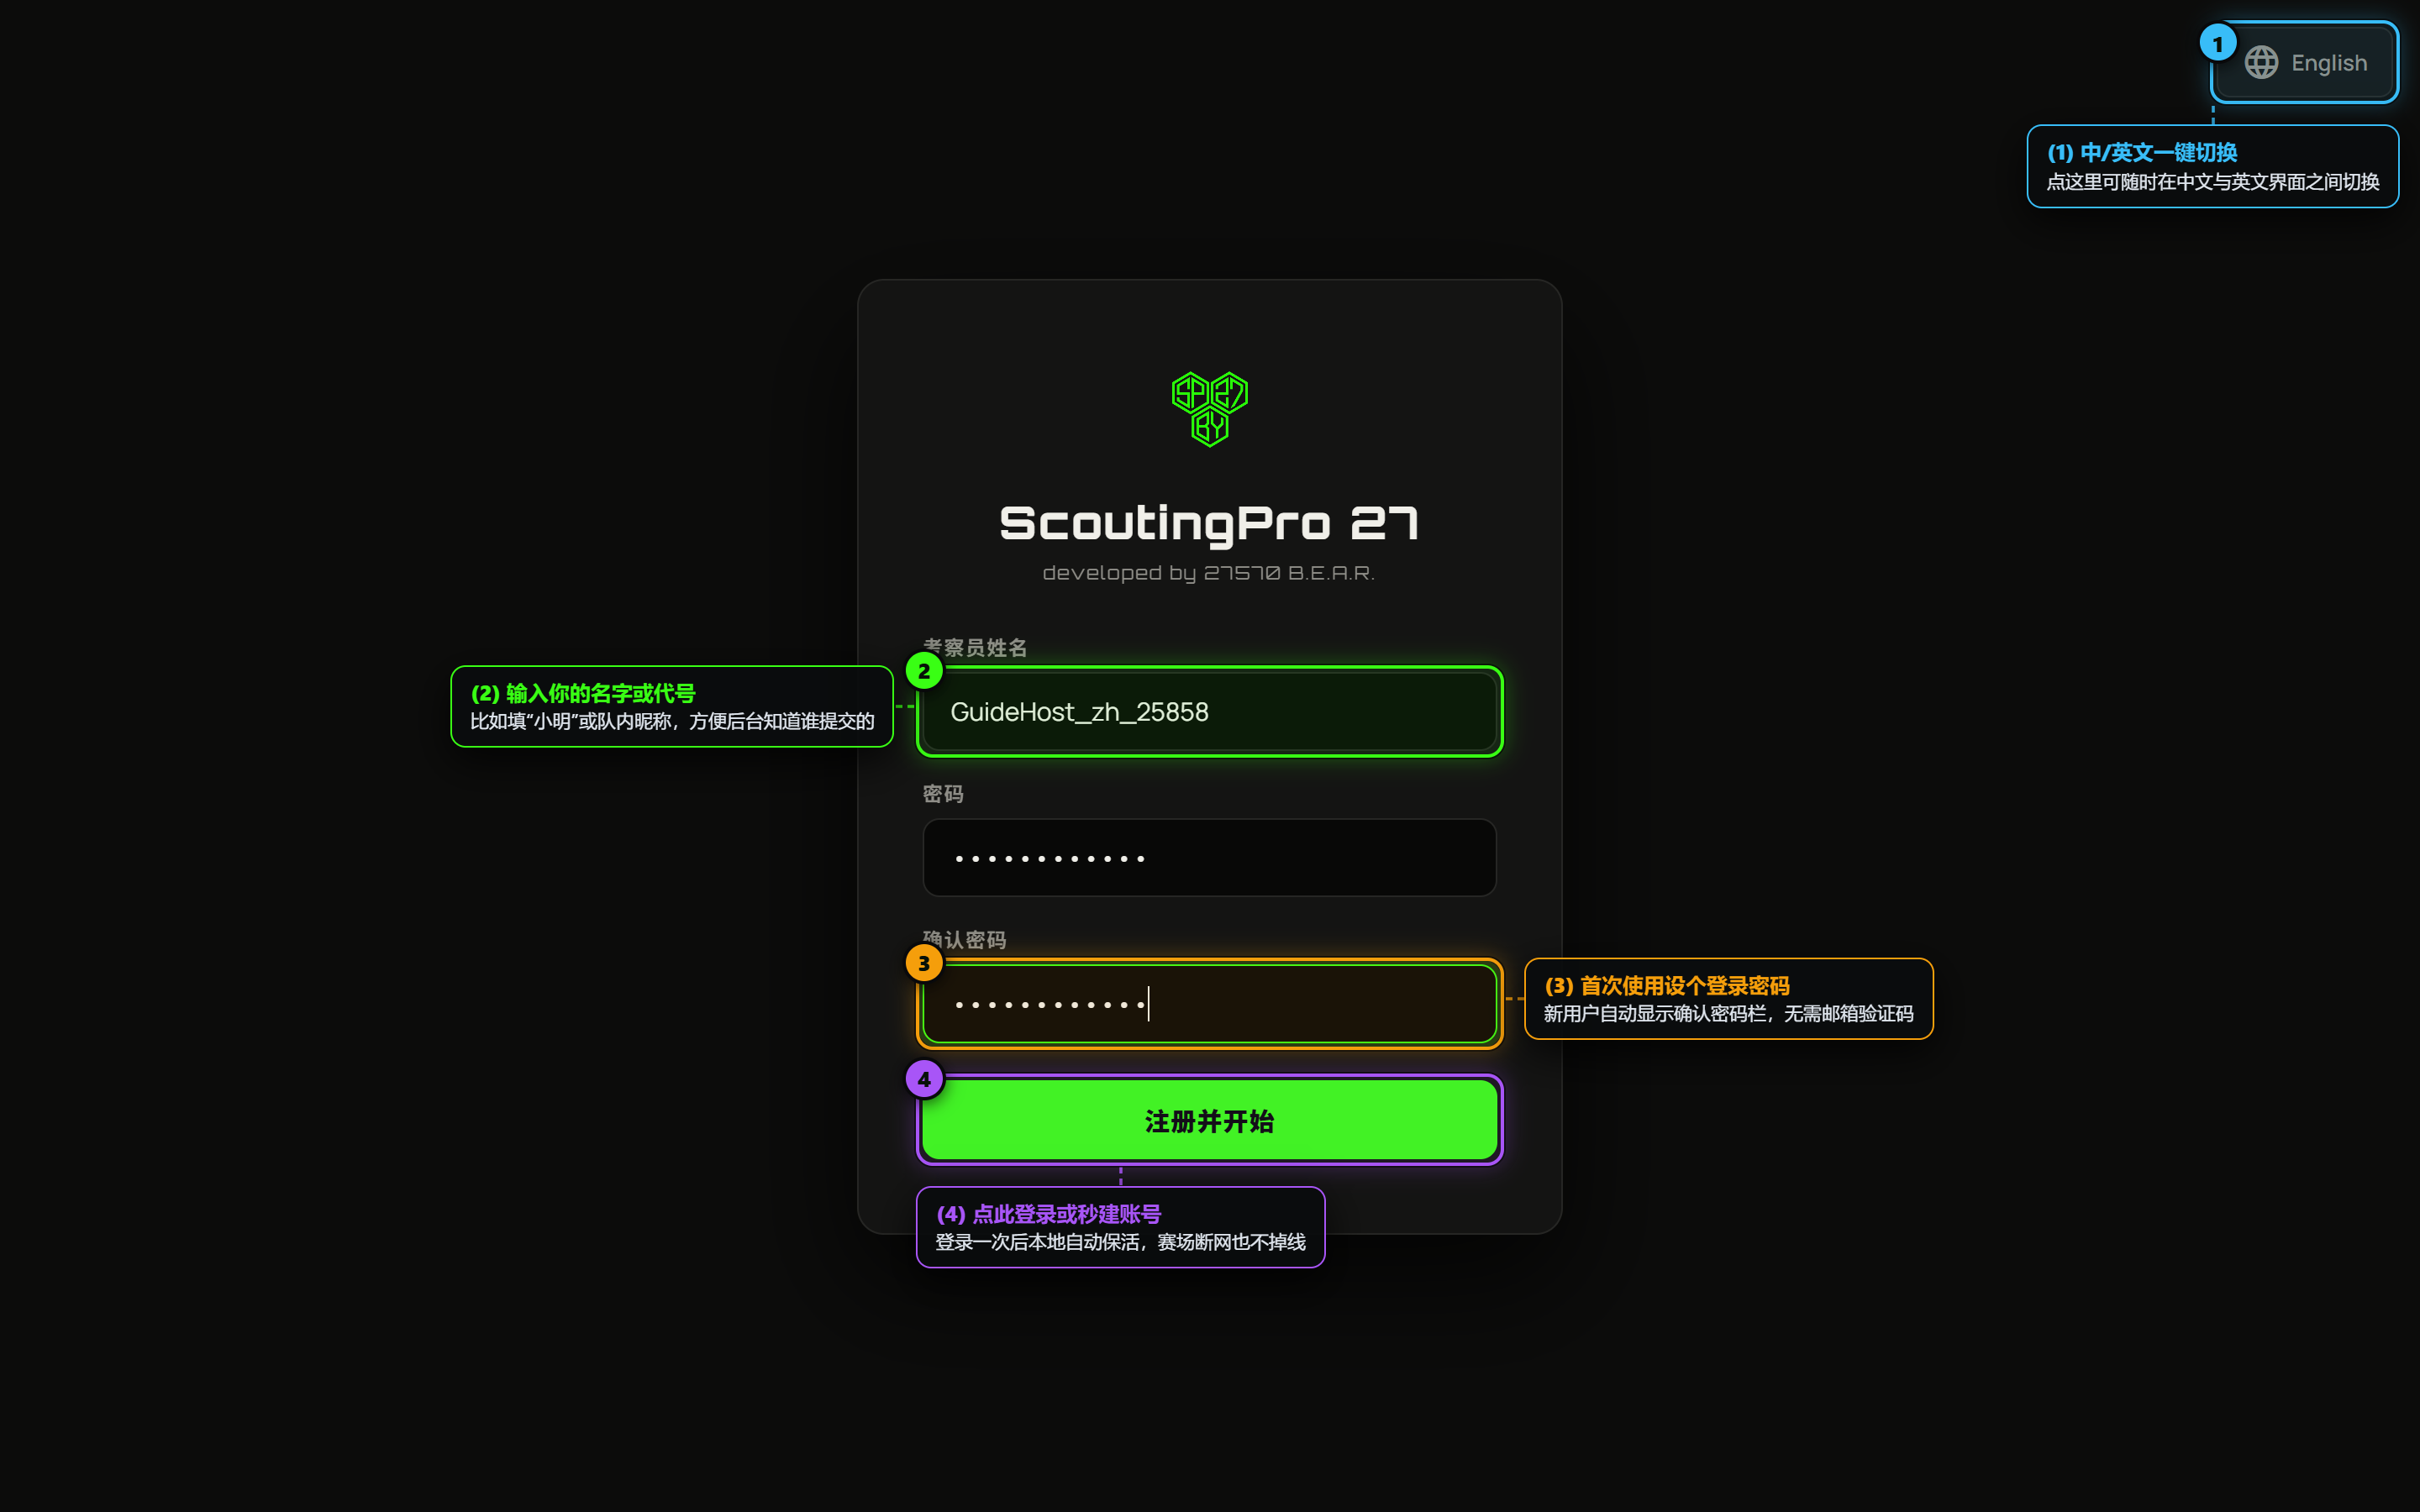 1
English
(1) 中/英文一键切换
点这里可随时在中文与英文界面之间切换
SP 27
BY
ScoutingPro 27
developed by 27570 B.E.A.R.
考察员姓名
2
(2) 输入你的名字或代号
比如填“小明”或队内昵称，方便后台知道谁提交的
GuideHost_zh_25858
密码
••••••••••••
确认密码
3
••••••••••••
(3) 首次使用设个登录密码
新用户自动显示确认密码栏，无需邮箱验证码
4
注册并开始
(4) 点此登录或秒建账号
登录一次后本地自动保活，赛场断网也不掉线